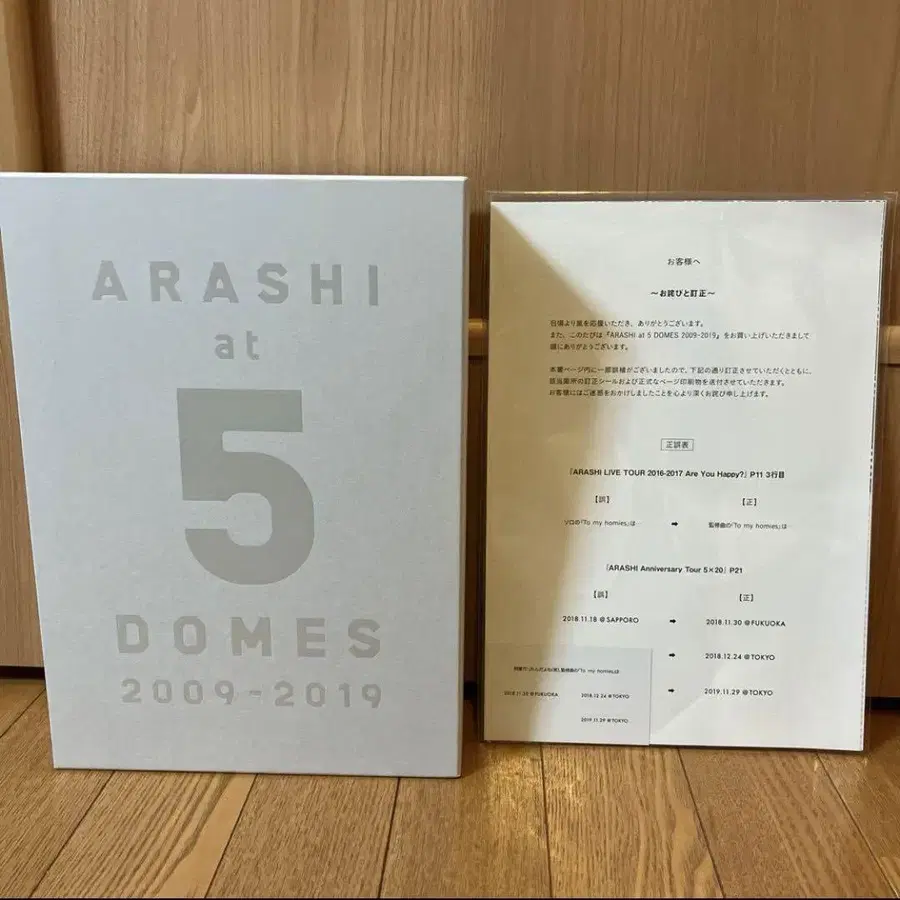 ARASHI
at
5
DOMES
2009-2019
お客様へ
〜お詫びと訂正〜
日頃より嵐を応援いただき、ありがとうございます。
また、このたびは『ARASHI at 5 DOMES 2009-2019』をお買い上げいただきまして
誠にありがとうございます。
本書ページ内に一部誤植がございましたので、下記の通り訂正させていただくとともに、
該当箇所の訂正シールおよび正式なページ印刷物を送付させていただきます。
お客様にはご迷惑をおかけしましたことを心より深くお詫び申し上げます。
正誤表
『ARASHI LIVE TOUR 2016-2017 Are You Happy?』 P11 3行目
【誤】 【正】
ソロの「To my homies」は ➡ 監修曲の「To my homies」は
『ARASHI Anniversary Tour 5×20』 P21
【誤】 【正】
2018.11.18 @SAPPORO ➡ 2018.11.30 @FUKUOKA
➡ 2018.12.24 @TOKYO
➡ 2019.11.29 @TOKYO
監修曲の「To my homies」は
2018.11.30 @FUKUOKA 2018.12.24 @TOKYO
2019.11.29 @TOKYO